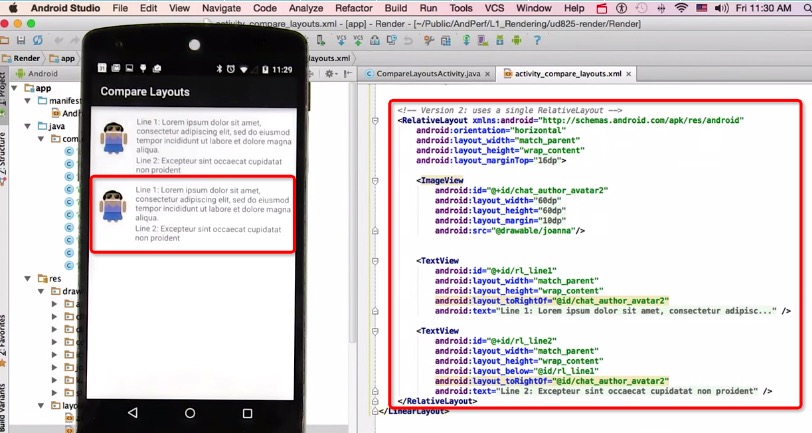 Android Studio File Edit View Navigate Code Analyze Refactor Build Run Tools VCS Window Help Fri 11:30 AM
activity_compare_layouts.xml - [app] - Render - [~/Public/AndPerf/L1_Rendering/ud825-render/Render]
Render app
Android
app
manifes
java
com
res
draw
layou
Project
Structure
Favorites
Build Variants
11:29
Compare Layouts
Line 1: Lorem ipsum dolor sit amet,
consectetur adipiscing elit, sed do eiusmod
tempor incididunt ut labore et dolore magna
aliqua.
Line 2: Excepteur sint occaecat cupidatat
non proident
Line 1: Lorem ipsum dolor sit amet,
consectetur adipiscing elit, sed do eiusmod
tempor incididunt ut labore et dolore magna
aliqua.
Line 2: Excepteur sint occaecat cupidatat
non proident
CompareLayoutsActivity.java activity_compare_layouts.xml
<!-- Version 2: uses a single RelativeLayout -->
<RelativeLayout xmlns:android="http://schemas.android.com/apk/res/android"
android:orientation="horizontal"
android:layout_width="match_parent"
android:layout_height="wrap_content"
android:layout_marginTop="16dp">
<ImageView
android:id="@+id/chat_author_avatar2"
android:layout_width="60dp"
android:layout_height="60dp"
android:layout_margin="10dp"
android:src="@drawable/joanna"/>
<TextView
android:id="@+id/rl_line1"
android:layout_width="match_parent"
android:layout_height="wrap_content"
android:layout_toRightOf="@id/chat_author_avatar2"
android:text="Line 1: Lorem ipsum dolor sit amet, consectetur adipisc..." />
<TextView
android:id="@+id/rl_line2"
android:layout_width="match_parent"
android:layout_height="wrap_content"
android:layout_below="@id/rl_line1"
android:layout_toRightOf="@id/chat_author_avatar2"
android:text="Line 2: Excepteur sint occaecat cupidatat non proident" />
</RelativeLayout>
</LinearLayout>